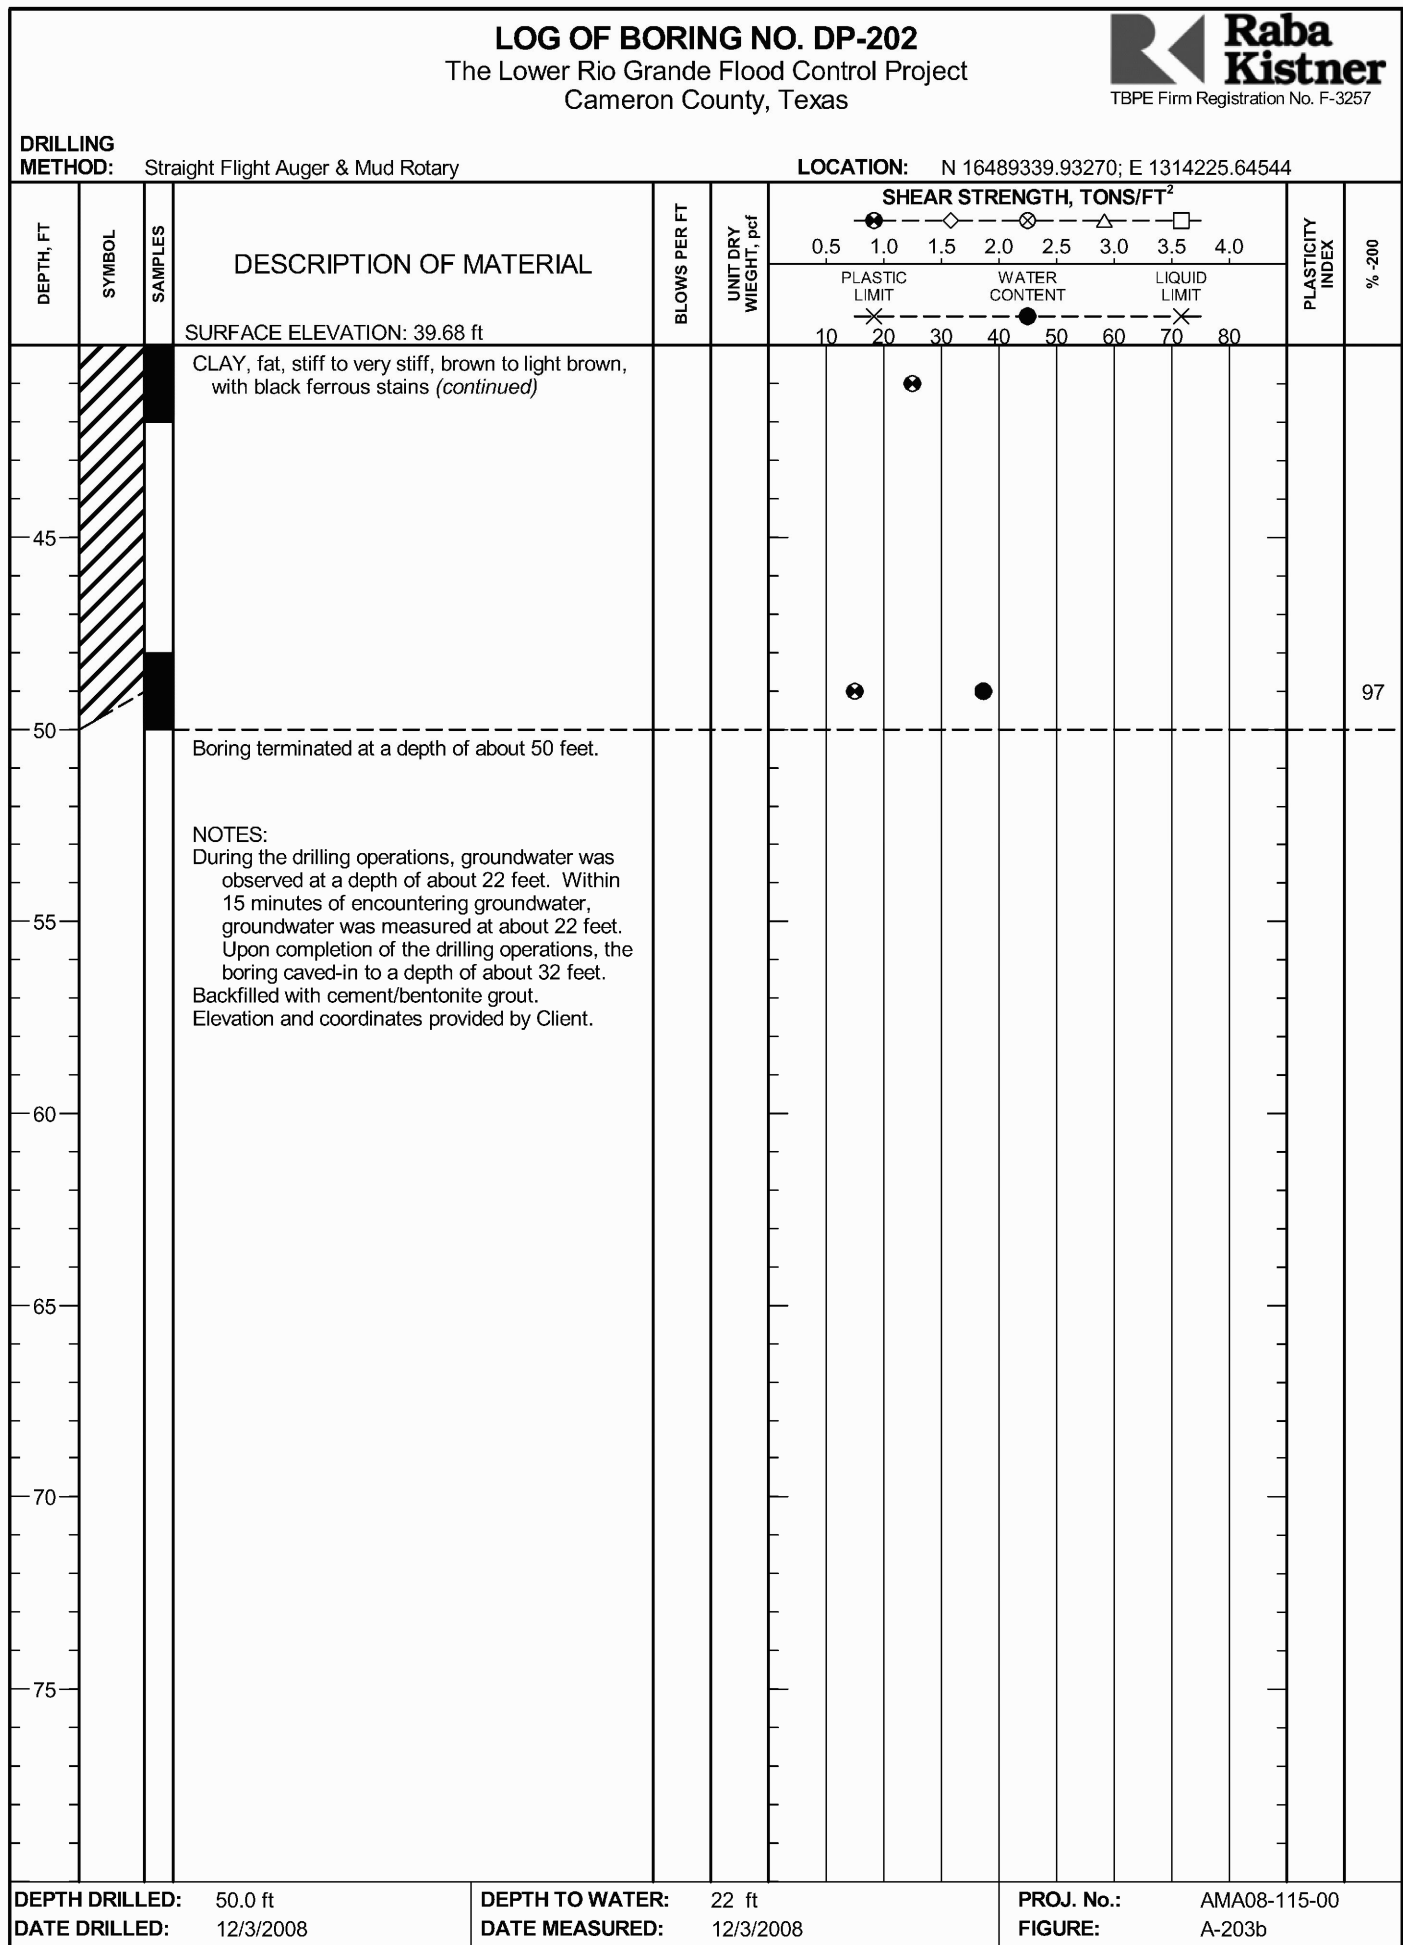 LOG OF BORING NO. DP-202
The Lower Rio Grande Flood Control Project
Cameron County, Texas
Raba
Kistner
TBPE Firm Registration No. F-3257
DRILLING
METHOD: Straight Flight Auger & Mud Rotary
LOCATION: N 16489339.93270; E 1314225.64544
DEPTH, FT
SYMBOL
SAMPLES
DESCRIPTION OF MATERIAL
SURFACE ELEVATION: 39.68 ft
BLOWS PER FT
UNIT DRY
WIEGHT, pcf
SHEAR STRENGTH, TONS/FT²
0.5 1.0 1.5 2.0 2.5 3.0 3.5 4.0
PLASTIC
LIMIT
WATER
CONTENT
LIQUID
LIMIT
10 20 30 40 50 60 70 80
PLASTICITY
INDEX
% -200
CLAY, fat, stiff to very stiff, brown to light brown,
with black ferrous stains (continued)
45
97
50
Boring terminated at a depth of about 50 feet.
NOTES:
During the drilling operations, groundwater was
observed at a depth of about 22 feet. Within
15 minutes of encountering groundwater,
55
groundwater was measured at about 22 feet.
Upon completion of the drilling operations, the
boring caved-in to a depth of about 32 feet.
Backfilled with cement/bentonite grout.
Elevation and coordinates provided by Client.
60
65
70
75
DEPTH DRILLED: 50.0 ft
DATE DRILLED: 12/3/2008
DEPTH TO WATER: 22 ft
DATE MEASURED: 12/3/2008
PROJ. No.: AMA08-115-00
FIGURE: A-203b